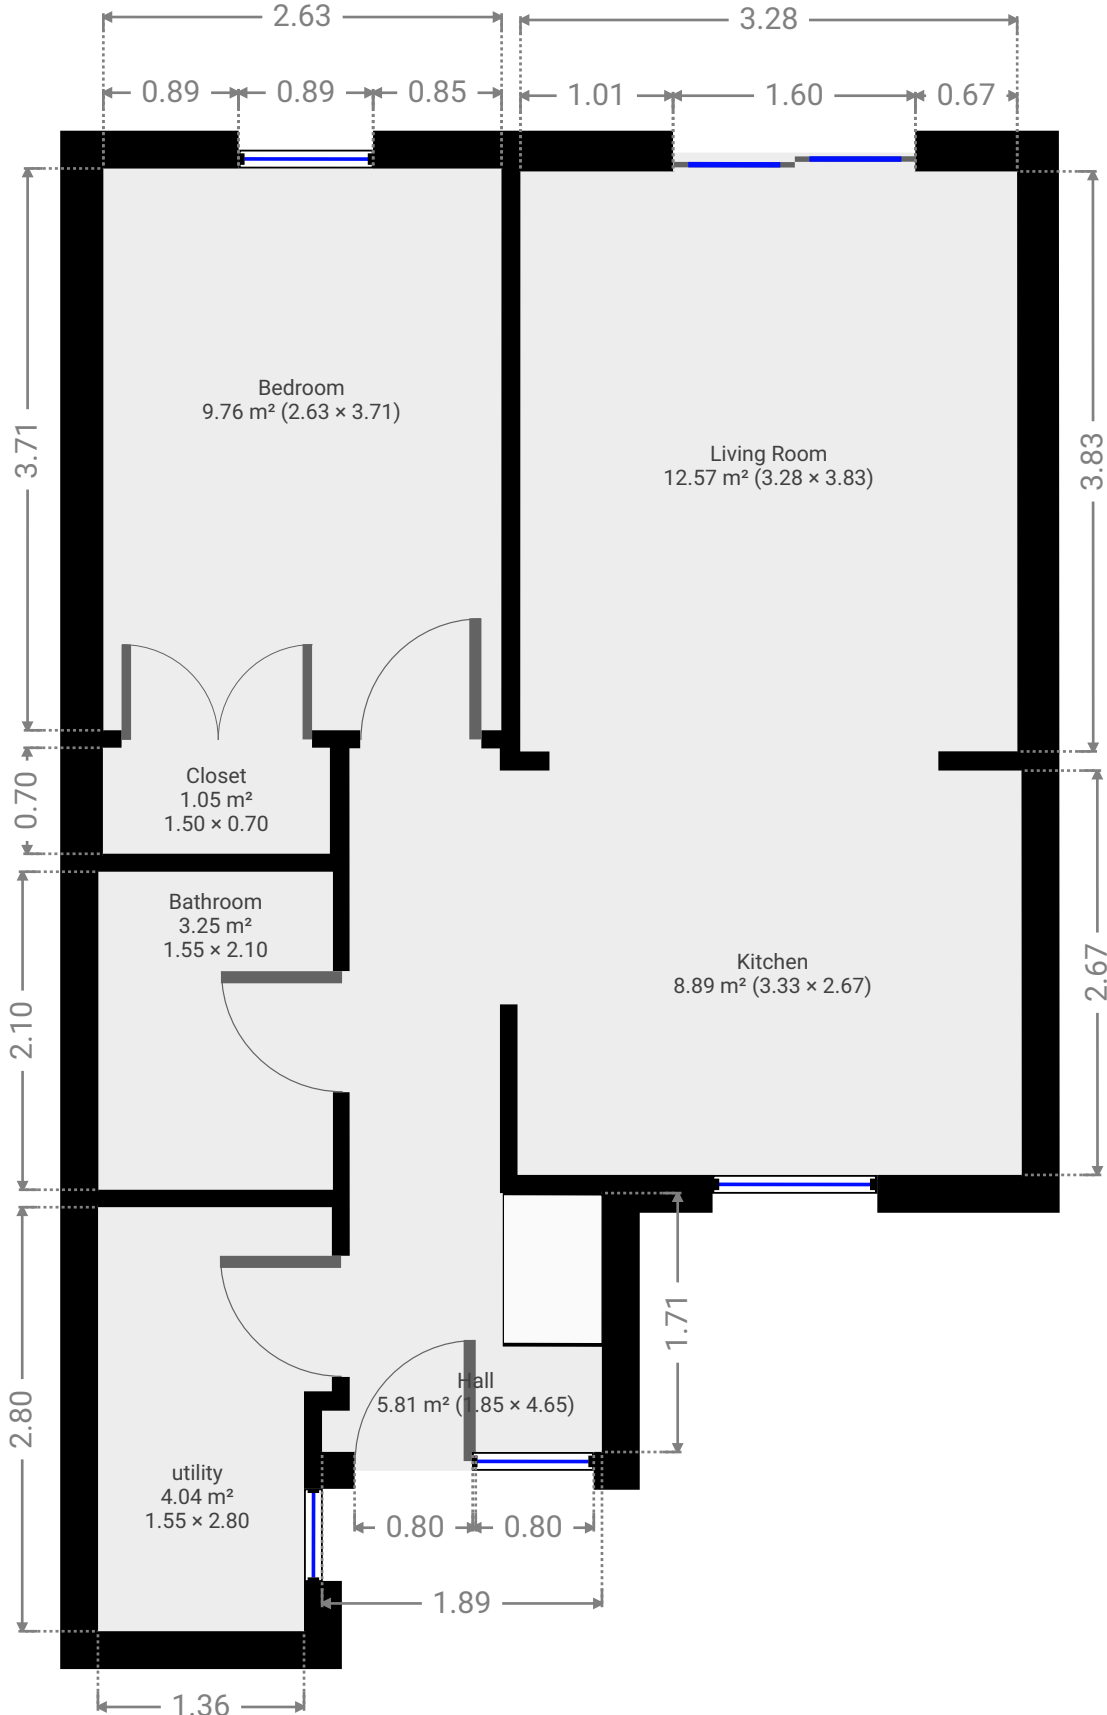 2.63
3.28
0.89
0.89
0.85
1.01
1.60
0.67
Bedroom
9.76 m² (2.63 × 3.71)
3.71
Living Room
12.57 m² (3.28 × 3.83)
3.83
Closet
1.05 m²
1.50 × 0.70
0.70
Bathroom
3.25 m²
1.55 × 2.10
2.10
Kitchen
8.89 m² (3.33 × 2.67)
2.67
1.71
Hall
5.81 m² (1.85 × 4.65)
2.80
utility
4.04 m²
1.55 × 2.80
0.80
0.80
1.89
1.36